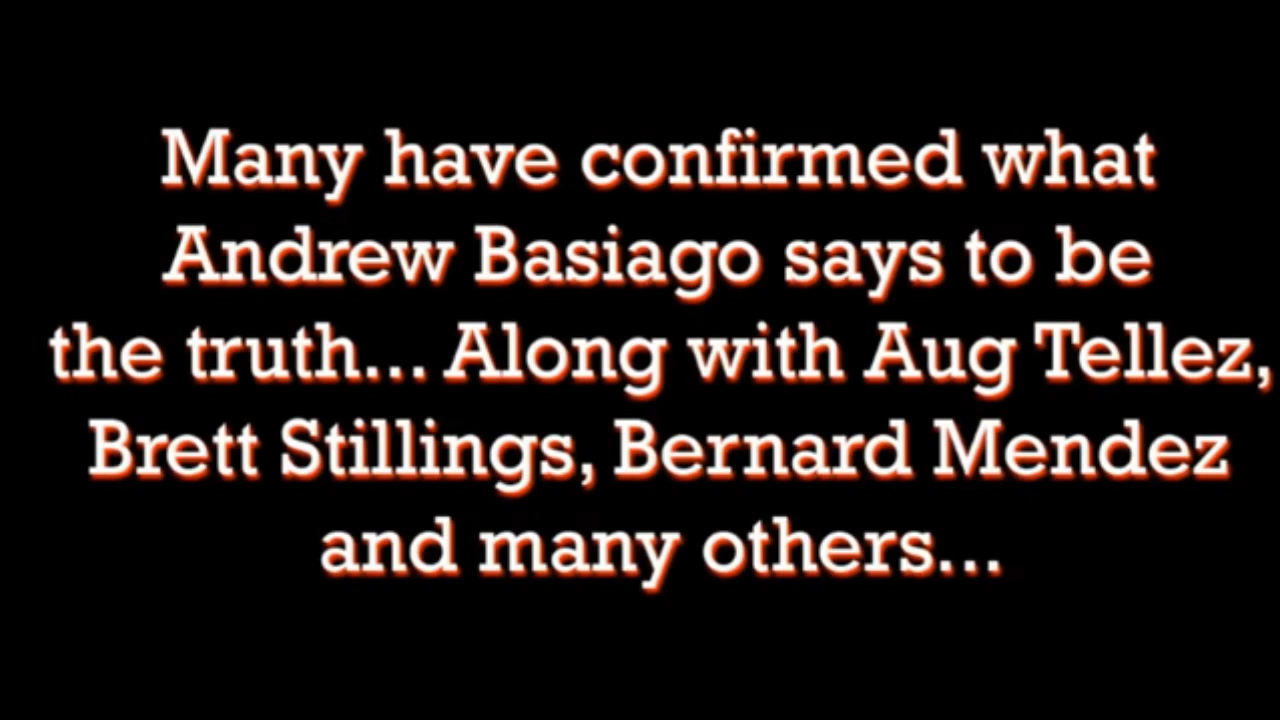 Many have confirmed what
Andrew Basiago says to be
the truth... Along with Aug Tellez,
Brett Stillings, Bernard Mendez
and many others...